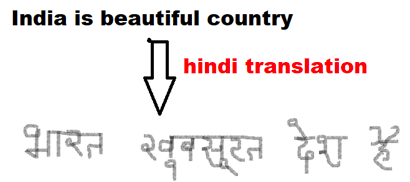 India is beautiful country
hindi translation
भारत खूबसूरत देश है